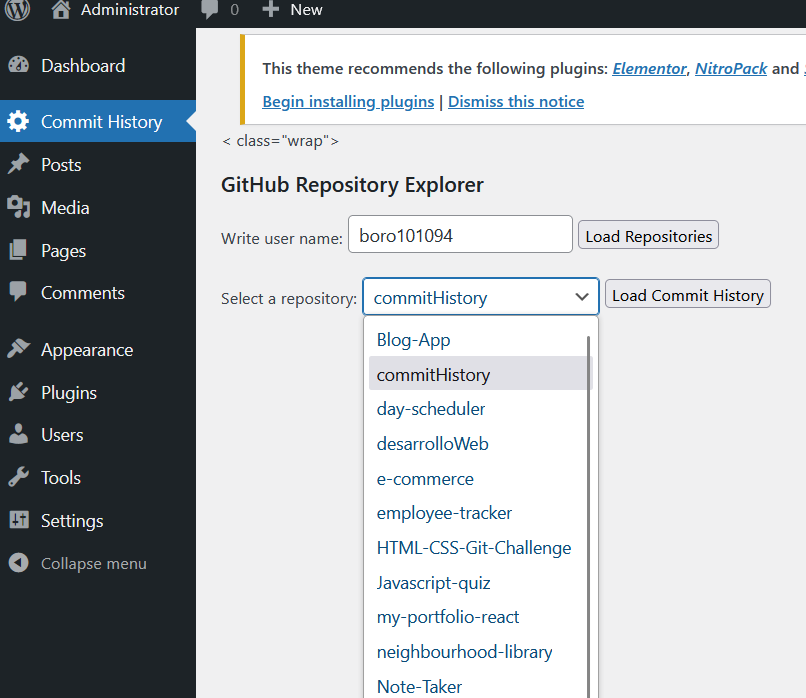 Administrator 0 New
Dashboard
Commit History
Posts
Media
Pages
Comments
Appearance
Plugins
Users
Tools
Settings
Collapse menu
This theme recommends the following plugins: Elementor, NitroPack and
Begin installing plugins | Dismiss this notice
< class="wrap">
GitHub Repository Explorer
Write user name: boro101094 Load Repositories
Select a repository: commitHistory Load Commit History
Blog-App
commitHistory
day-scheduler
desarrolloWeb
e-commerce
employee-tracker
HTML-CSS-Git-Challenge
Javascript-quiz
my-portfolio-react
neighbourhood-library
Note-Taker